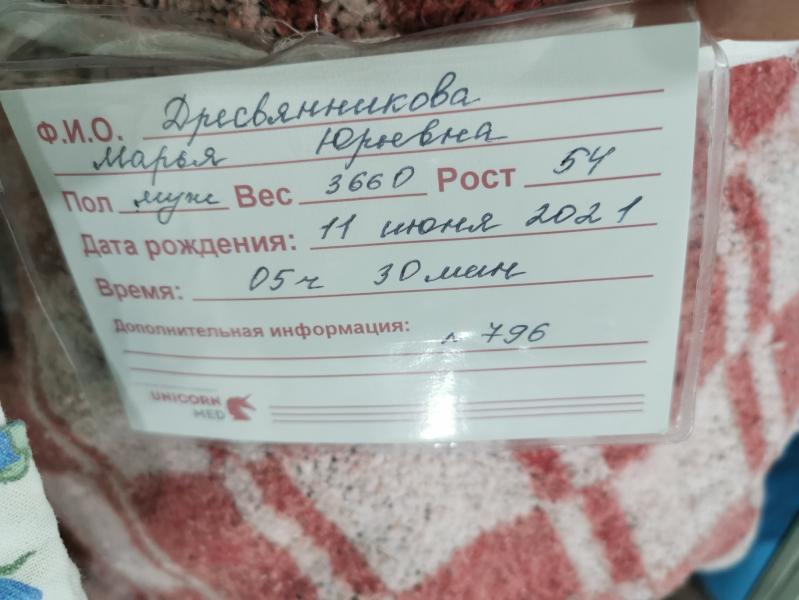 Ф.И.О. Дресвянникова
Марья Юрьевна
Пол муж Вес 3660 Рост 54
Дата рождения: 11 июня 2021
Время: 05ч 30мин
Дополнительная информация: л 796
UNICORN
MED